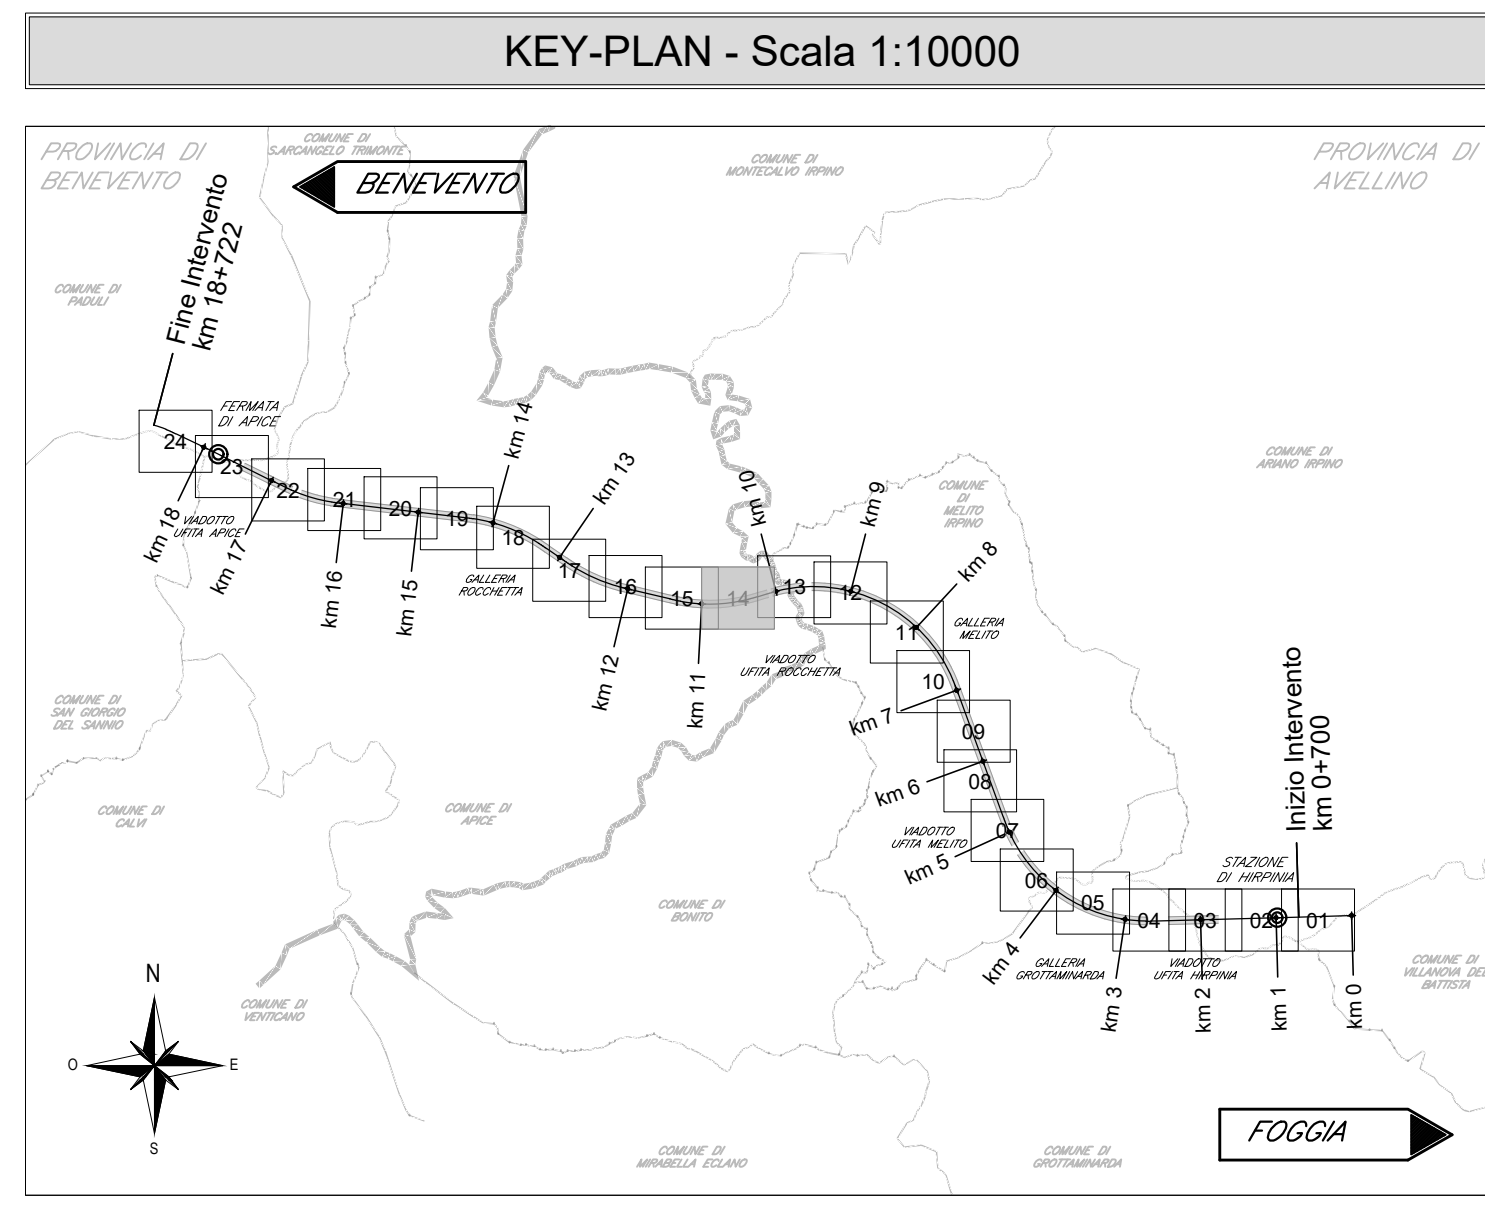 KEY-PLAN - Scala 1:10000
PROVINCIA DI
BENEVENTO
COMUNE DI
S.ARCANGELO TRIMONTE
BENEVENTO
COMUNE DI
MONTECALVO IRPINO
PROVINCIA DI
AVELLINO
Fine Intervento
km 18+722
COMUNE DI
PADULI
FERMATA
DI APICE
24
23
22
21
20
19
18
17
16
15
14
13
12
11
10
09
08
07
06
05
04
03
02
01
km 18
km 17
km 16
km 15
km 14
km 13
km 12
km 11
km 10
km 9
km 8
km 7
km 6
km 5
km 4
km 3
km 2
km 1
km 0
VIADOTTO
UFITA APICE
GALLERIA
ROCCHETTA
VIADOTTO
UFITA ROCCHETTA
GALLERIA
MELITO
COMUNE
DI
MELITO
IRPINO
COMUNE DI
ARIANO IRPINO
COMUNE DI
SAN GIORGIO
DEL SANNIO
COMUNE DI
CALVI
COMUNE DI
APICE
COMUNE DI
BONITO
VIADOTTO
UFITA MELITO
STAZIONE
DI HIRPINIA
Inizio Intervento
km 0+700
GALLERIA
GROTTAMINARDA
VIADOTTO
UFITA HIRPINIA
COMUNE DI
VILLANOVA DEL
BATTISTA
COMUNE DI
VENTICANO
N
O
E
S
COMUNE DI
MIRABELLA ECLANO
COMUNE DI
GROTTAMINARDA
FOGGIA